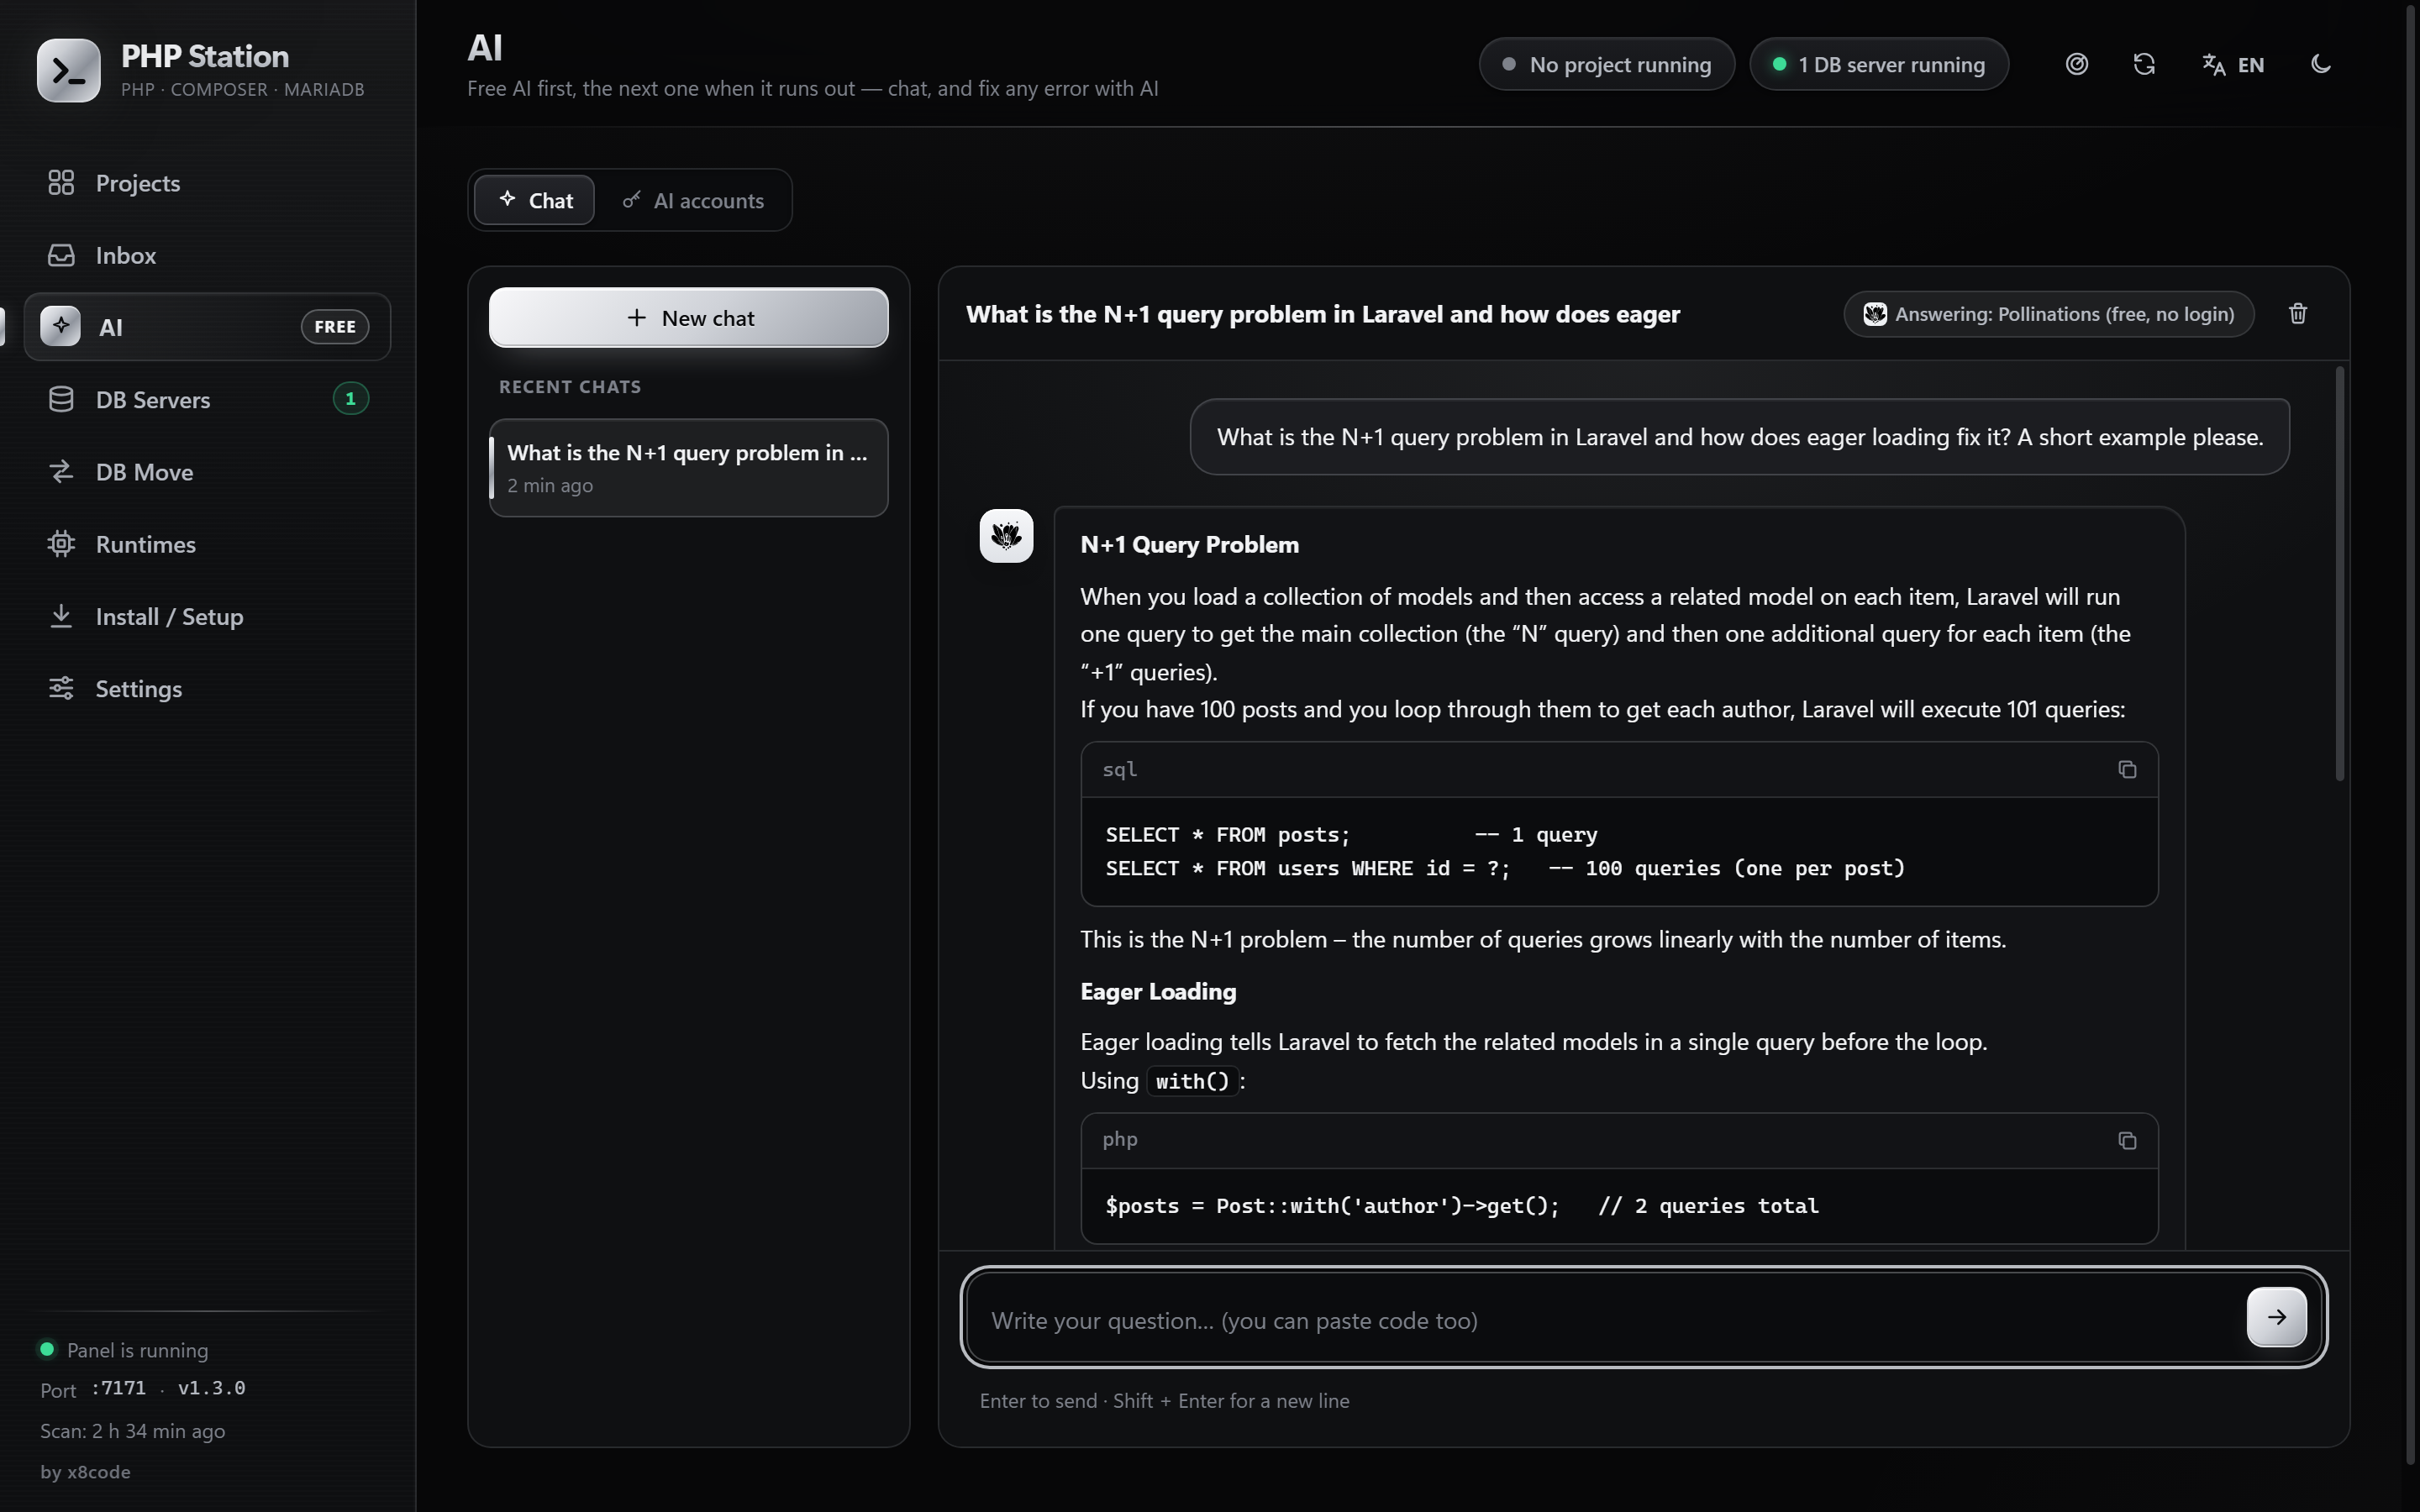 PHP Station
PHP · COMPOSER · MARIADB
Projects
Inbox
AI
FREE
DB Servers
1
DB Move
Runtimes
Install / Setup
Settings
Panel is running
Port :7171 · v1.3.0
Scan: 2 h 34 min ago
by x8code
AI
Free AI first, the next one when it runs out — chat, and fix any error with AI
No project running
1 DB server running
EN
Chat
AI accounts
New chat
RECENT CHATS
What is the N+1 query problem in ...
2 min ago
What is the N+1 query problem in Laravel and how does eager
Answering: Pollinations (free, no login)
What is the N+1 query problem in Laravel and how does eager loading fix it? A short example please.
N+1 Query Problem
When you load a collection of models and then access a related model on each item, Laravel will run
one query to get the main collection (the “N” query) and then one additional query for each item (the
“+1” queries).
If you have 100 posts and you loop through them to get each author, Laravel will execute 101 queries:
sql
SELECT * FROM posts;          -- 1 query
SELECT * FROM users WHERE id = ?;   -- 100 queries (one per post)
This is the N+1 problem – the number of queries grows linearly with the number of items.
Eager Loading
Eager loading tells Laravel to fetch the related models in a single query before the loop.
Using with():
php
$posts = Post::with('author')->get();   // 2 queries total
Write your question... (you can paste code too)
Enter to send · Shift + Enter for a new line